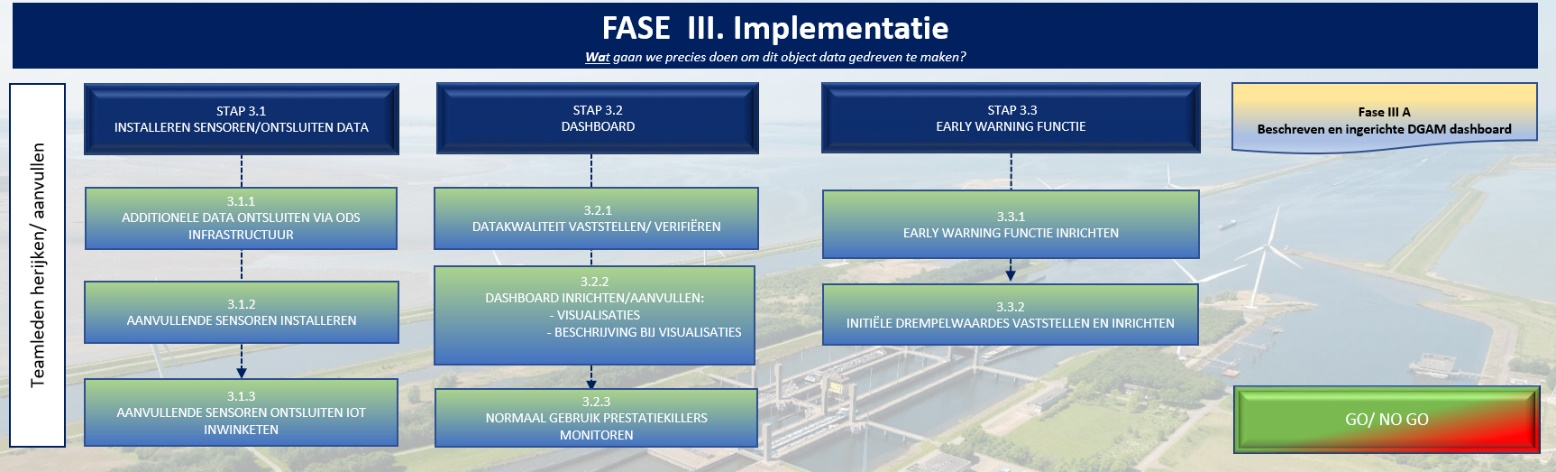 FASE III. Implementatie
Wat gaan we precies doen om dit object data gedreven te maken?
Teamleden herijken/ aanvullen
STAP 3.1
INSTALLEREN SENSOREN/ONTSLUITEN DATA
3.1.1
ADDITIONELE DATA ONTSLUITEN VIA ODS
INFRASTRUCTUUR
3.1.2
AANVULLENDE SENSOREN INSTALLEREN
3.1.3
AANVULLENDE SENSOREN ONTSLUITEN IOT
INWINKETEN
STAP 3.2
DASHBOARD
3.2.1
DATAKWALITEIT VASTSTELLEN/ VERIFIËREN
3.2.2
DASHBOARD INRICHTEN/AANVULLEN:
- VISUALISATIES
- BESCHRIJVING BIJ VISUALISATIES
3.2.3
NORMAAL GEBRUIK PRESTATIEKILLERS
MONITOREN
STAP 3.3
EARLY WARNING FUNCTIE
3.3.1
EARLY WARNING FUNCTIE INRICHTEN
3.3.2
INITIËLE DREMPELWAARDES VASTSTELLEN EN INRICHTEN
Fase III A
Beschreven en ingerichte DGAM dashboard
GO/ NO GO